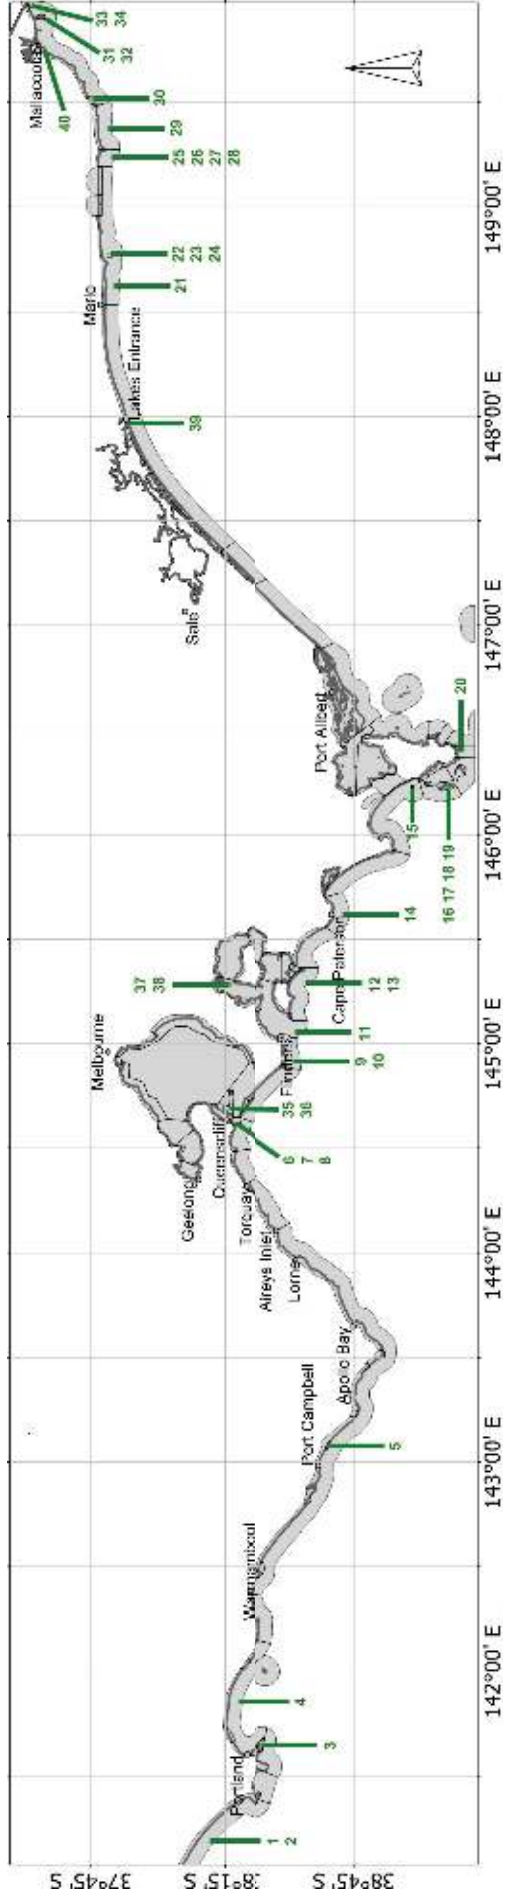 33 34
31 32
Mallacoota
40
30
29
25 26 27 28
22 23 24
21
Marlo
Lakes Entrance
39
Sale
Port Albert
20
15
16 17 18 19
14
Cape Paterson
12 13
37 38
11
Flinders
9 10
Melbourne
35 36
6 7 8
Queenscliff
Geelong
Torquay
Aireys Inlet
Lorne
Apollo Bay
Port Campbell
5
Warrnambool
4
3
Portland
1 2
149°00' E
148°00' E
147°00' E
146°00' E
145°00' E
144°00' E
143°00' E
142°00' E
37°45' S
38°15' S
38°45' S